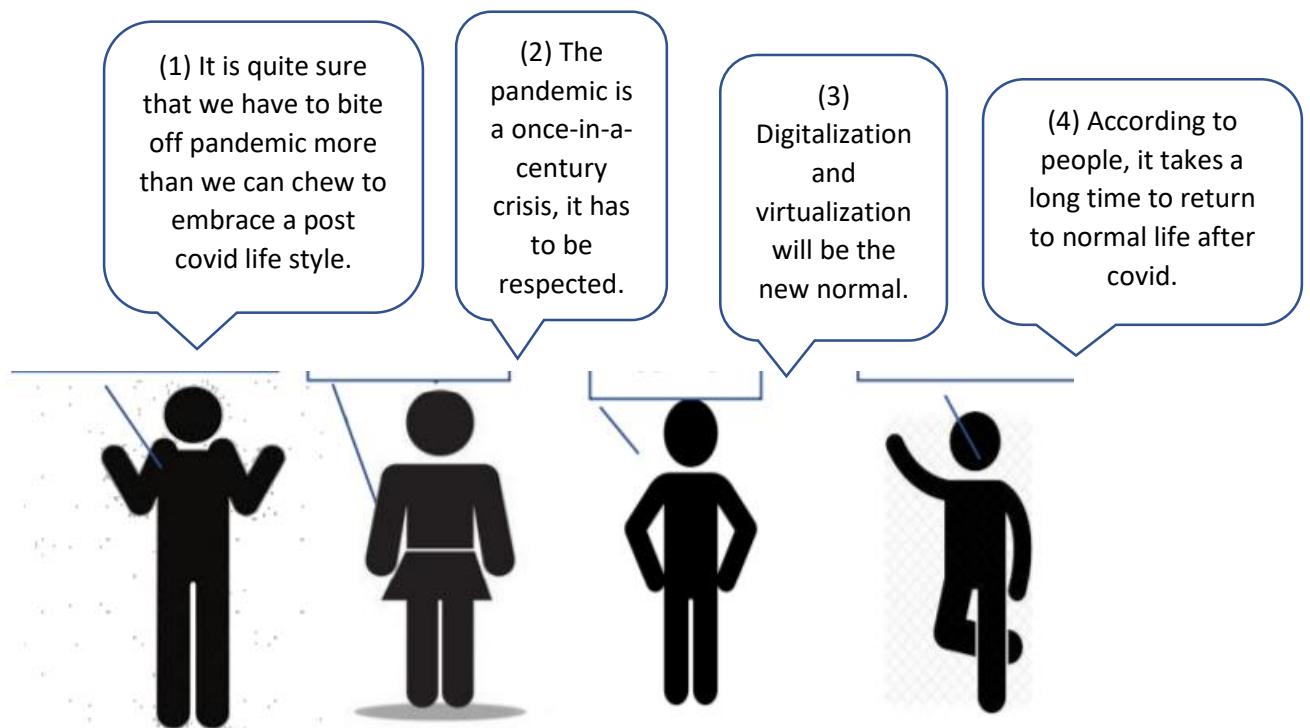 (1) It is quite sure
that we have to bite
off pandemic more
than we can chew to
embrace a post
covid life style.
(2) The
pandemic is
a once-in-a-
century
crisis, it has
to be
respected.
(3)
Digitalization
and
virtualization
will be the
new normal.
(4) According to
people, it takes a
long time to return
to normal life after
covid.